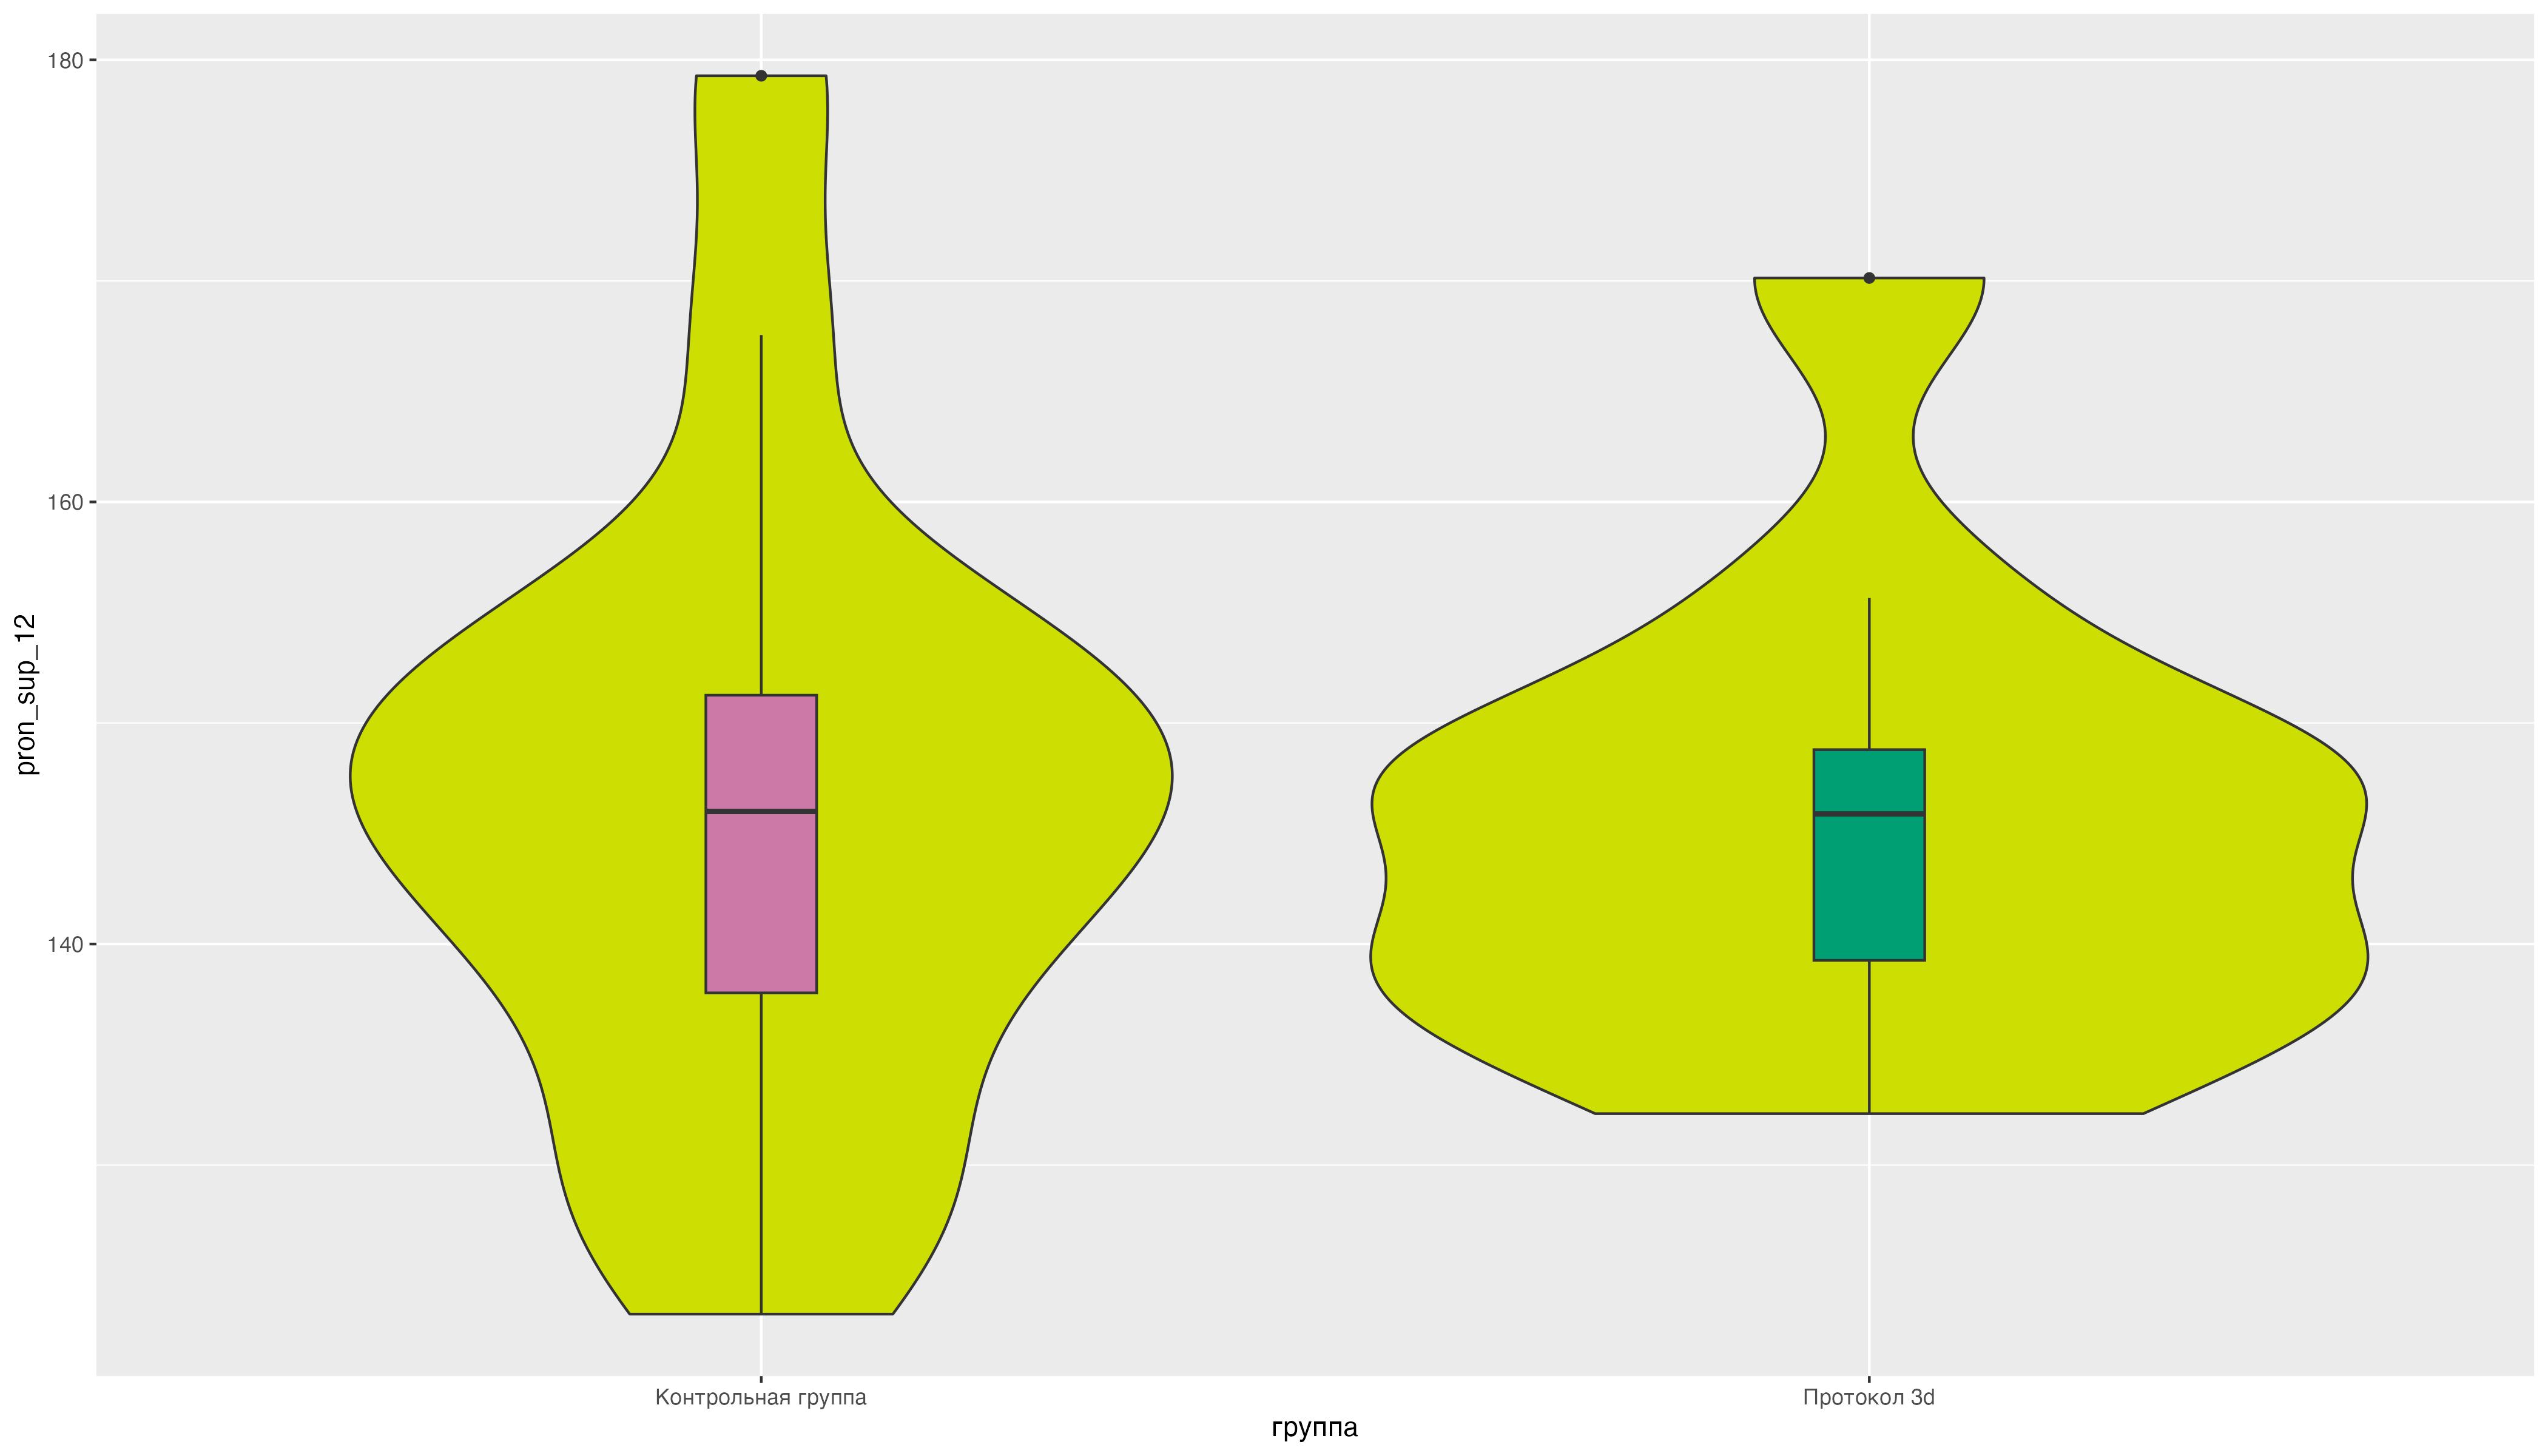 180
160
140
pron_sup_12
Контрольная группа
Протокол 3d
группа